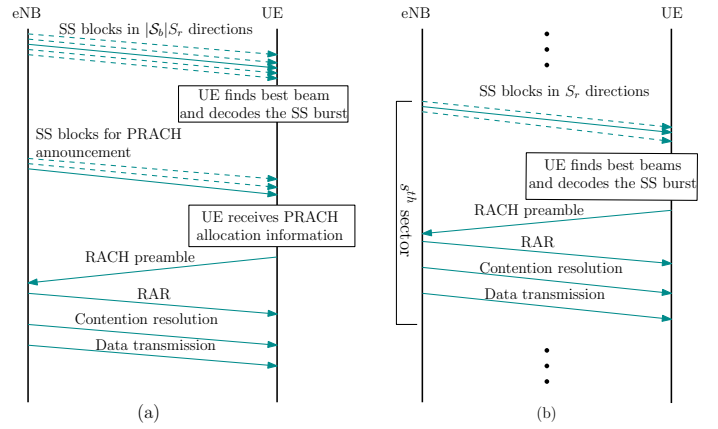 eNB
UE
SS blocks in |𝒮_b|S_r directions
UE finds best beam
and decodes the SS burst
SS blocks for PRACH
announcement
UE receives PRACH
allocation information
RACH preamble
RAR
Contention resolution
Data transmission
(a)
eNB
UE
SS blocks in S_r directions
UE finds best beams
and decodes the SS burst
s^{th} sector
RACH preamble
RAR
Contention resolution
Data transmission
(b)